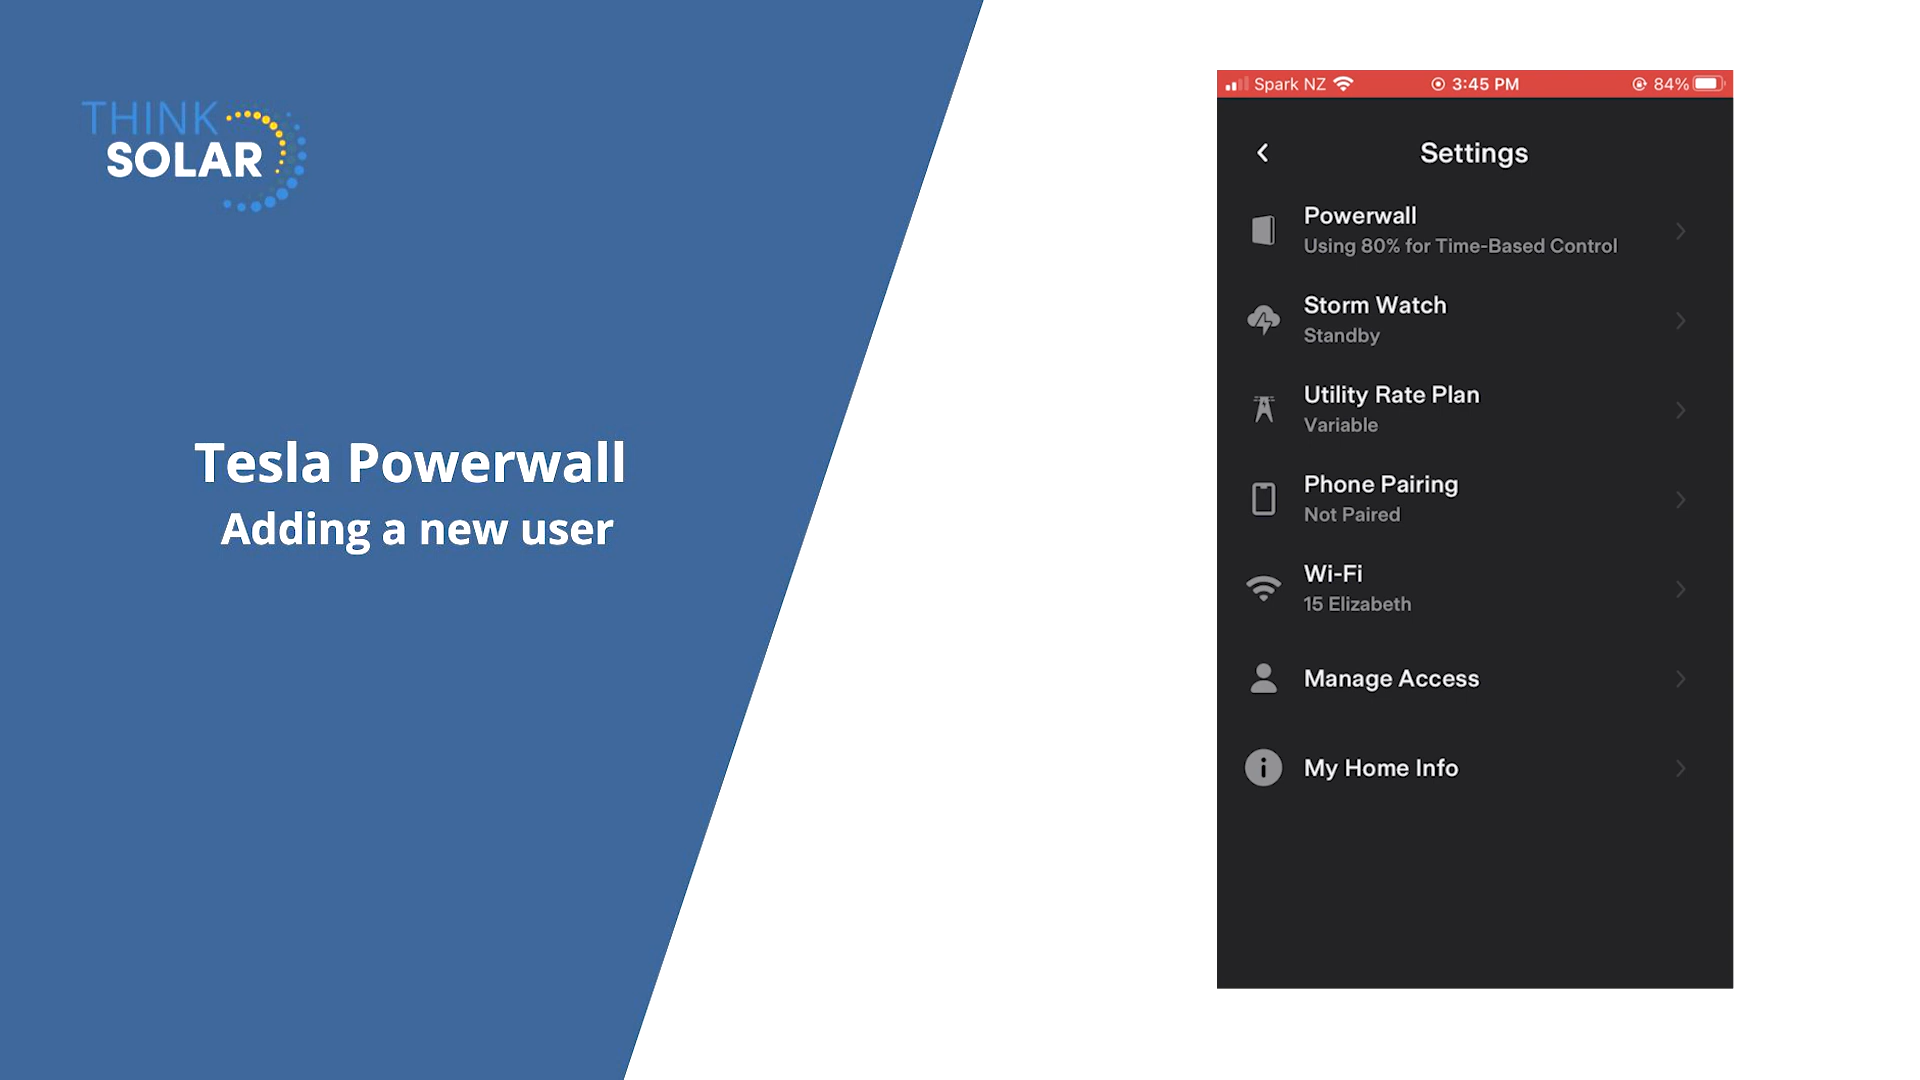 THINK
SOLAR
Tesla Powerwall
Adding a new user
Spark NZ 3:45 PM 84%
Settings
Powerwall
Using 80% for Time-Based Control
Storm Watch
Standby
Utility Rate Plan
Variable
Phone Pairing
Not Paired
Wi-Fi
15 Elizabeth
Manage Access
My Home Info